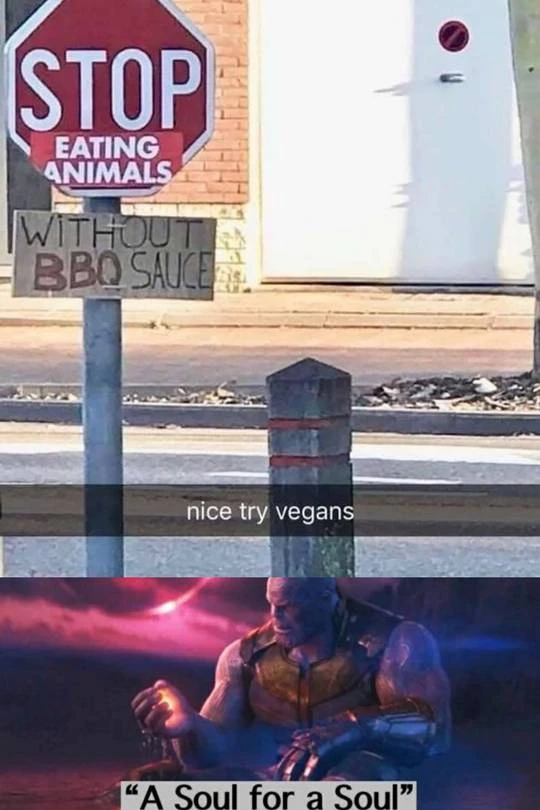 STOP
EATING
ANIMALS
WiTHOUT
BBQ SAUCE
nice try vegans
“A Soul for a Soul”